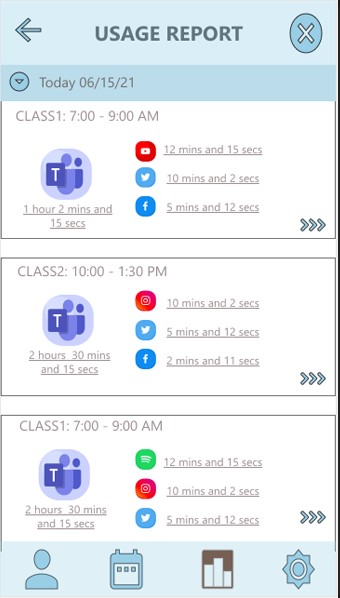 USAGE REPORT
Today 06/15/21
CLASS1: 7:00 - 9:00 AM
T
1 hour 2 mins and
15 secs
12 mins and 15 secs
10 mins and 2 secs
5 mins and 12 secs
CLASS2: 10:00 - 1:30 PM
T
2 hours 30 mins
and 15 secs
10 mins and 2 secs
5 mins and 12 secs
2 mins and 11 secs
CLASS1: 7:00 - 9:00 AM
T
2 hours 30 mins
and 15 secs
12 mins and 15 secs
10 mins and 2 secs
5 mins and 12 secs